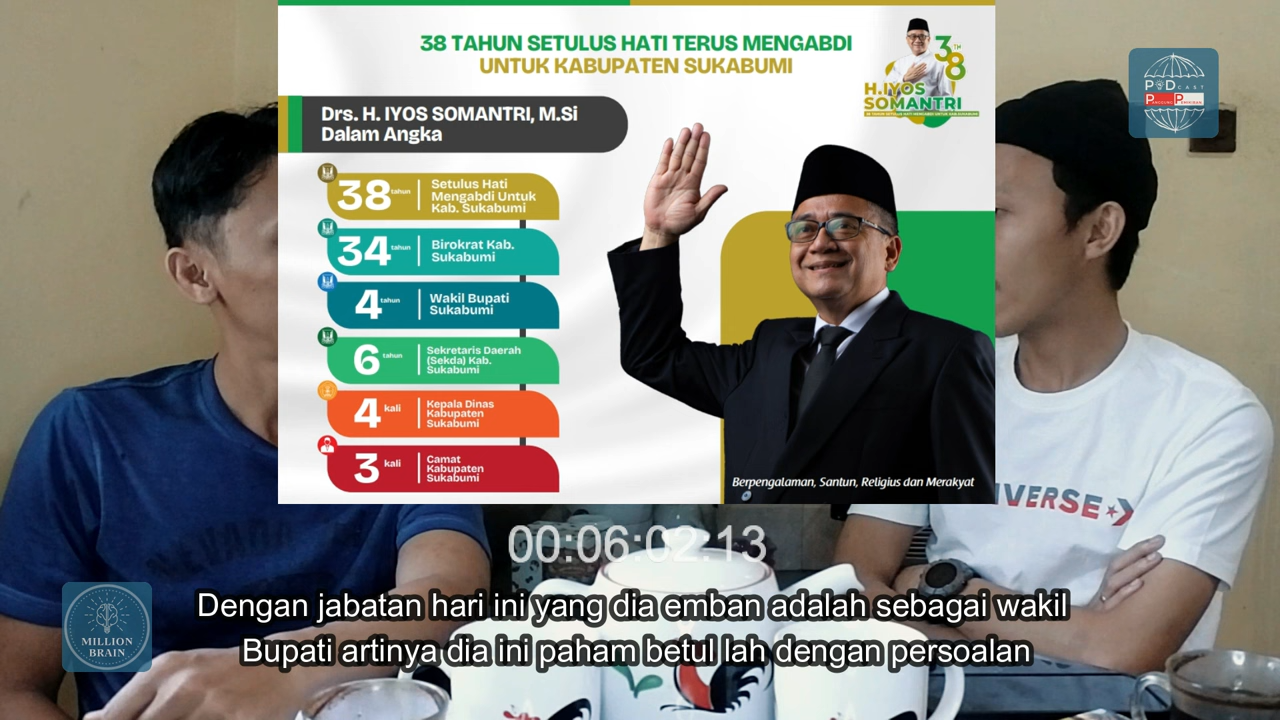 38 TAHUN SETULUS HATI TERUS MENGABDI
UNTUK KABUPATEN SUKABUMI
38 TH
H.IYOS
SOMANTRI
Drs. H. IYOS SOMANTRI, M.Si
Dalam Angka
38 tahun
Setulus Hati
Mengabdi Untuk
Kab. Sukabumi
34 tahun
Birokrat Kab.
Sukabumi
4 tahun
Wakil Bupati
Sukabumi
6 tahun
Sekretaris Daerah
(Sekda) Kab.
Sukabumi
4 kali
Kepala Dinas
Kabupaten
Sukabumi
3 kali
Camat
Kabupaten
Sukabumi
Berpengalaman, Santun, Religius dan Merakyat
PODCAST
NVERSE
00:06:02:13
Dengan jabatan hari ini yang dia emban adalah sebagai wakil
Bupati artinya dia ini paham betul lah dengan persoalan
MILLION
BRAIN